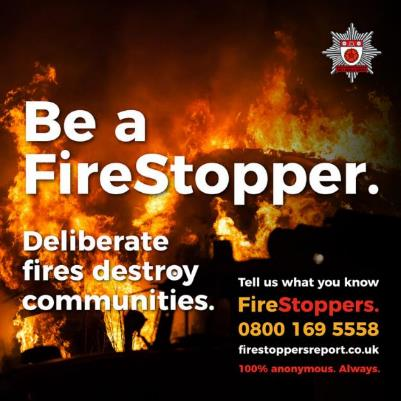 Be a
FireStopper.
Deliberate
fires destroy
communities.
Tell us what you know
FireStoppers.
0800 169 5558
firestoppersreport.co.uk
100% anonymous. Always.